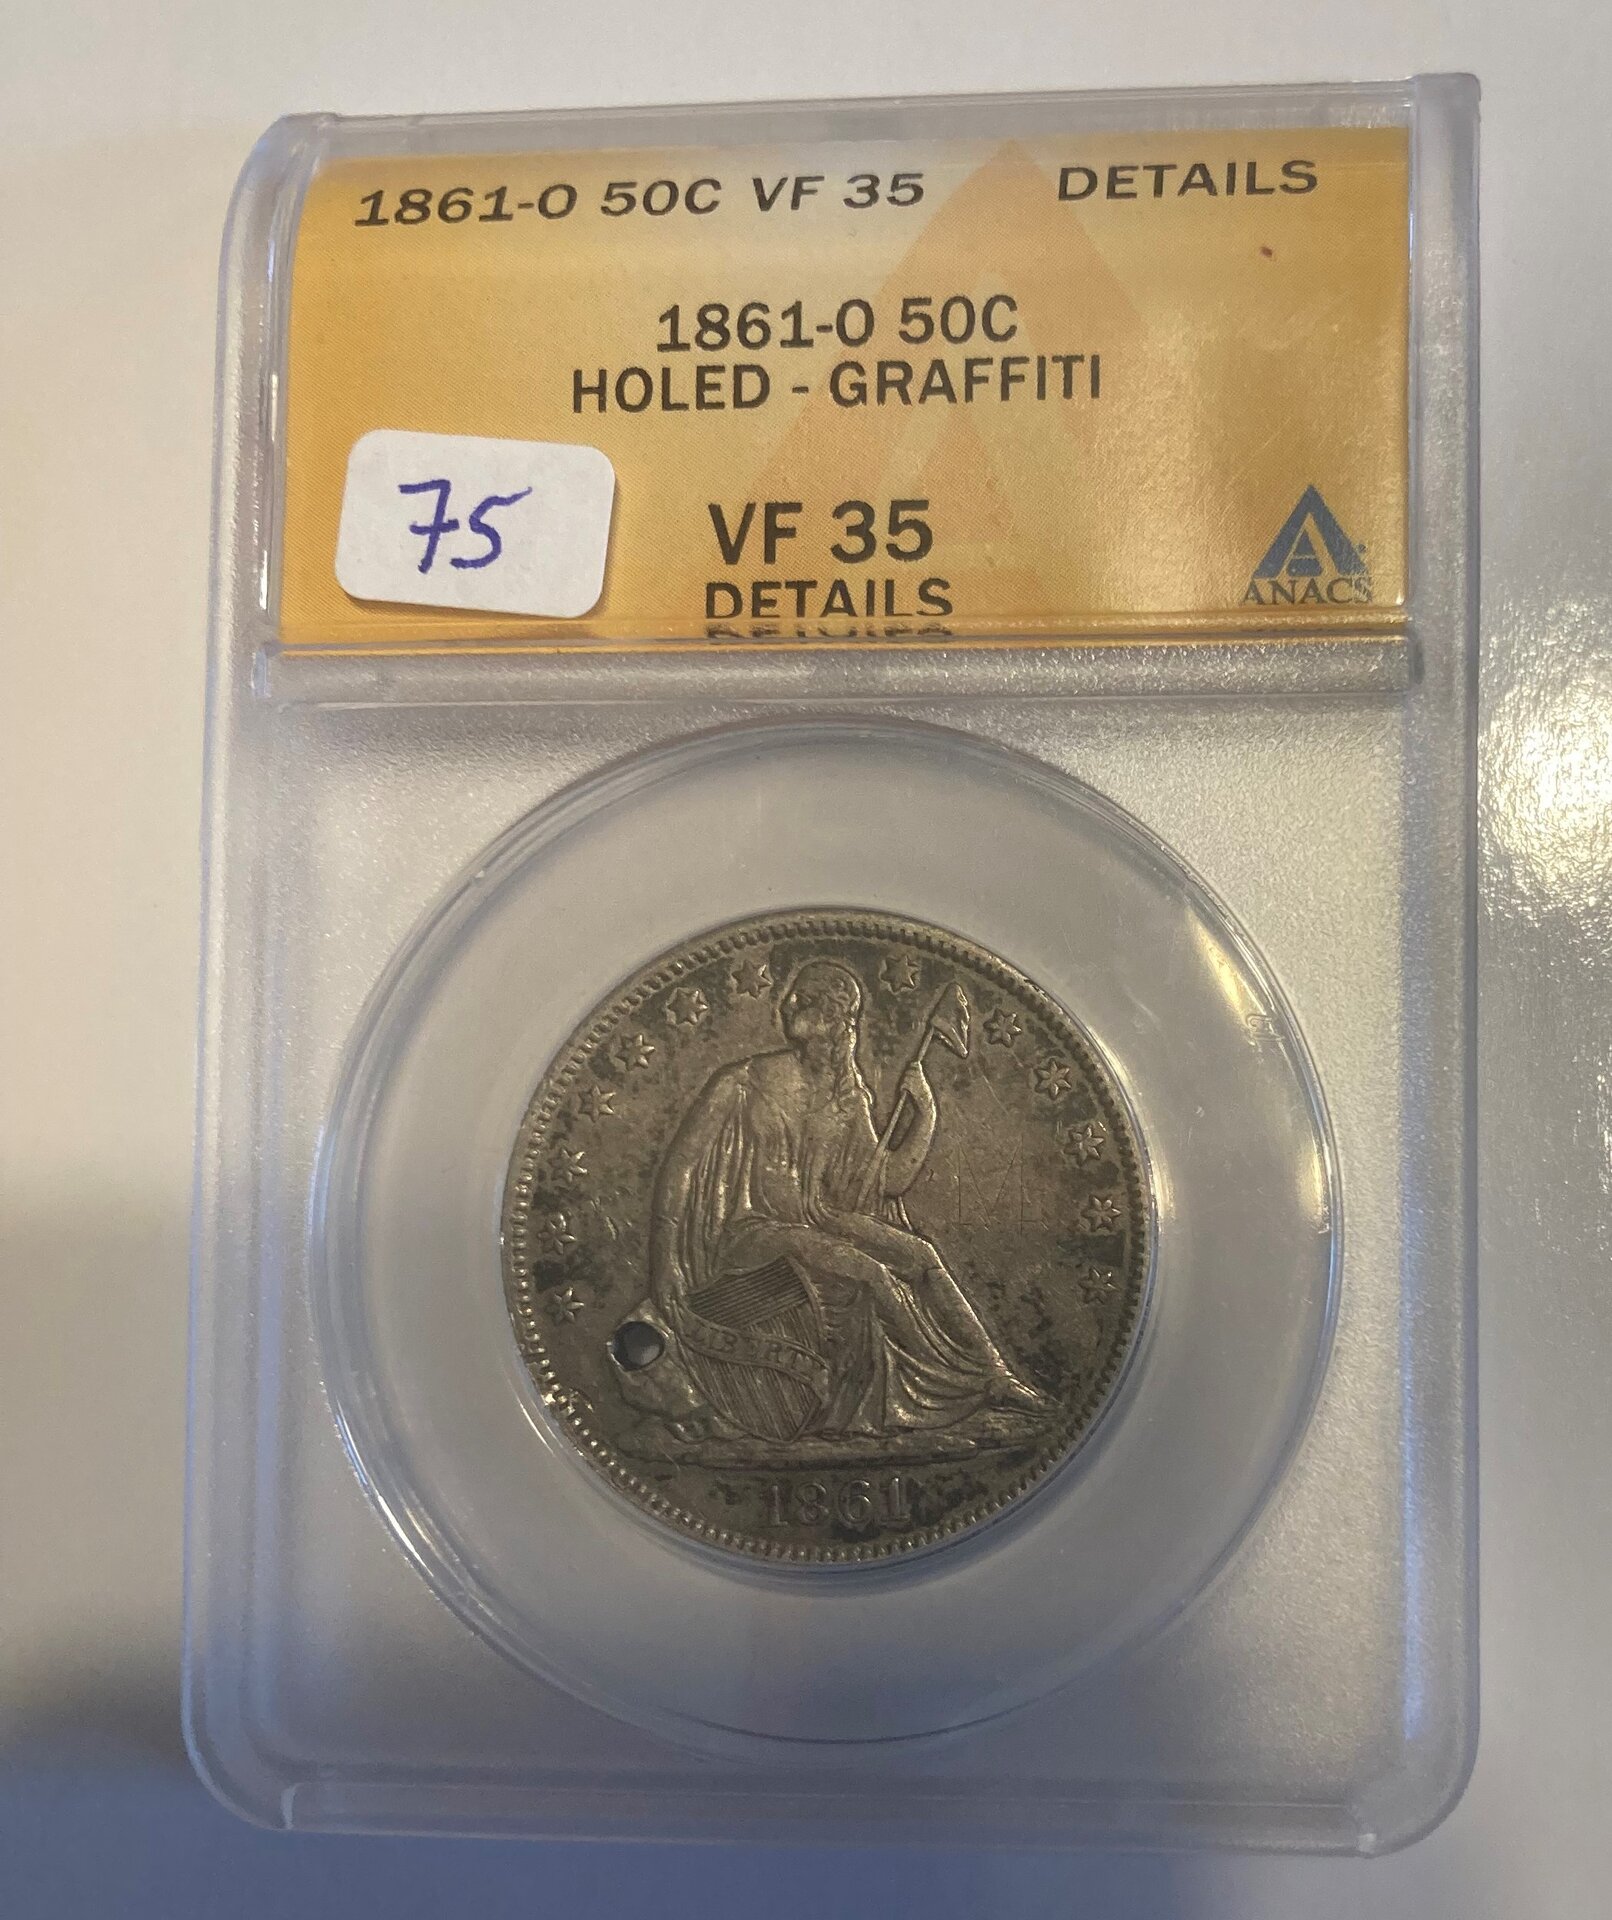 1861-O 50C VF 35 DETAILS
1861-O 50C
HOLED - GRAFFITI
75
VF 35
DETAILS
ANACS
LIBERTY
1861